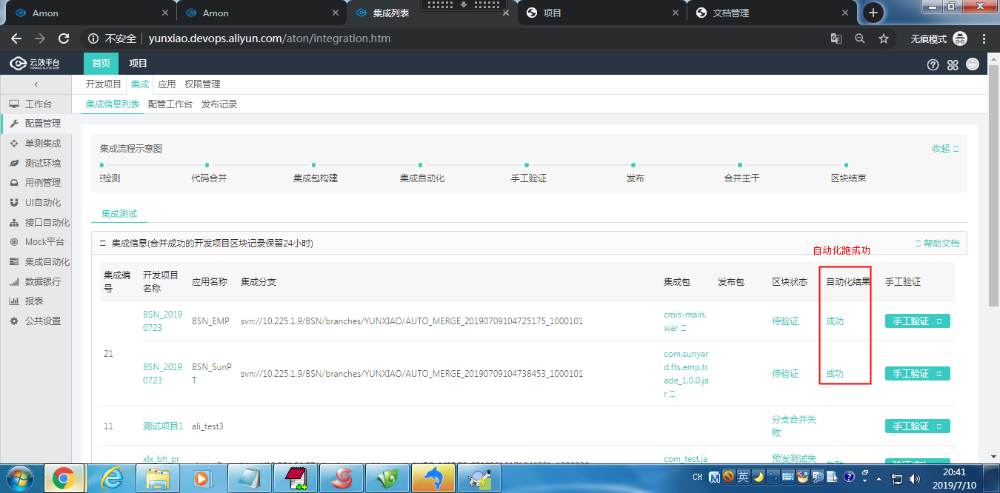 Amon
Amon
集成列表
项目
文档管理
不安全
yunxiao.devops.aliyun.com/aton/integration.htm
无痕模式
云效平台
首页
项目
开发项目
集成
应用
权限管理
集成信息列表
配管工作台
发布记录
工作台
配置管理
单测集成
测试环境
用例管理
UI自动化
接口自动化
Mock平台
集成自动化
数据银行
报表
公共设置
集成流程示意图
收起
检测
代码合并
集成包构建
集成自动化
手工验证
发布
合并主干
区块结束
集成测试
集成信息(合并成功的开发项目区块记录保留24小时)
帮助文档
自动化跑成功
集成编号
开发项目名称
应用名称
集成分支
集成包
发布包
区块状态
自动化结果
手工验证
21
BSN_20190723
BSN_EMP
svn://10.225.1.9/BSN/branches/YUNXIAO/AUTO_MERGE_20190709104725175_1000101
cmis-main.war
待验证
成功
手工验证
BSN_20190723
BSN_SunPT
svn://10.225.1.9/BSN/branches/YUNXIAO/AUTO_MERGE_20190709104738453_1000101
com.sunyard.fts.emp.trade_1.0.0.jar
待验证
成功
手工验证
11
测试项目1
ali_test3
分支合并失败
手工验证
xlx_bh_pr
com_test.ja
预发测试失
CH
英
20:41
2019/7/10